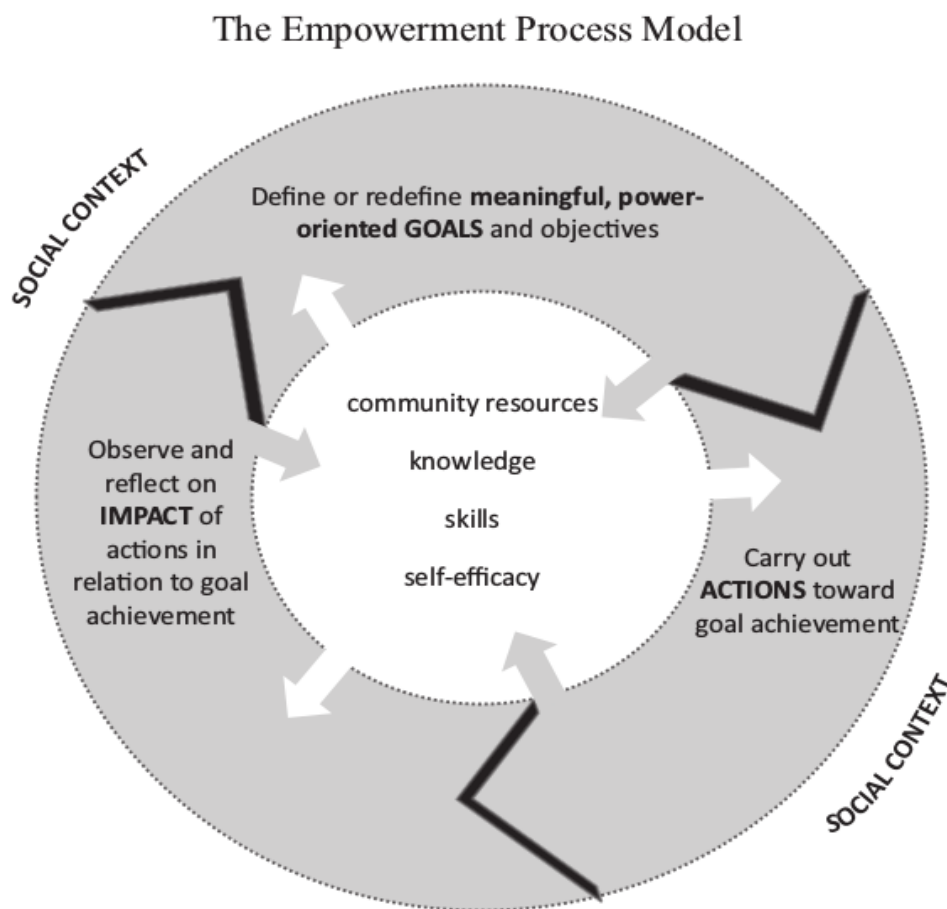 The Empowerment Process Model
SOCIAL CONTEXT
Define or redefine meaningful, power-
oriented GOALS and objectives
community resources
knowledge
skills
self-efficacy
Observe and
reflect on
IMPACT of
actions in
relation to goal
achievement
Carry out
ACTIONS toward
goal achievement
SOCIAL CONTEXT